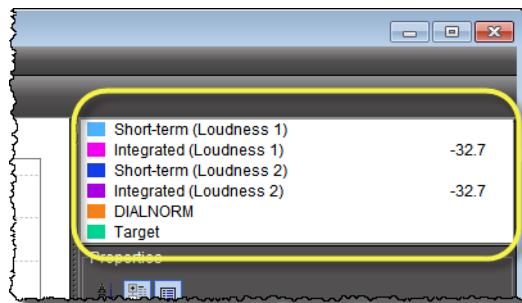 Short-term (Loudness 1)
Integrated (Loudness 1) -32.7
Short-term (Loudness 2)
Integrated (Loudness 2) -32.7
DIALNORM
Target
Properties